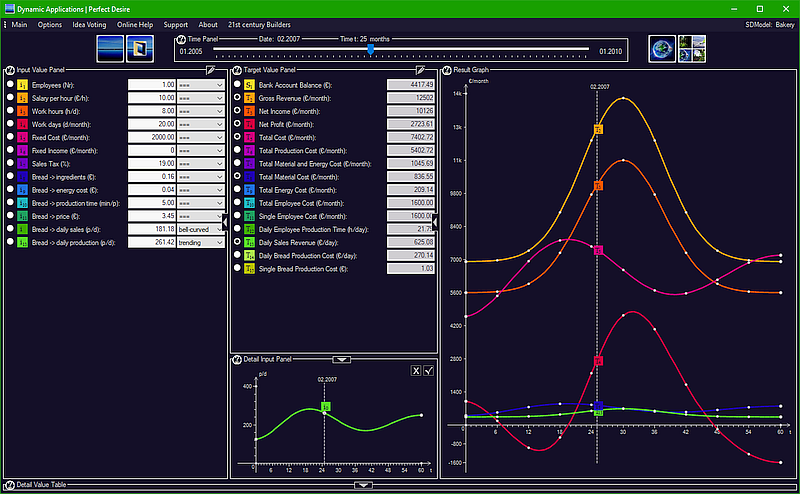 Dynamic Applications | Perfect Desire
Main Options Idea Voting Online Help Support About 21st century Builders SDModel: Bakery
Time Panel Date: 02.2007 Time t: 25 months
01.2005 01.2010
Input Value Panel
Employees (Nr): 1.00 ===
Salary per hour (€/h): 10.00 ===
Work hours (h/d): 8.00 ===
Work days (d/month): 20.00 ===
Fixed Cost (€/month): 2000.00 ===
Fixed Income (€/month): 0 ===
Sales Tax (%): 19.00 ===
Bread -> ingredients (€): 0.16 ===
Bread -> energy cost (€): 0.04 ===
Bread -> production time (min/p): 5.00 ===
Bread -> price (€): 3.45 ===
Bread -> daily sales (p/d): 181.18 bell-curved
Bread -> daily production (p/d): 261.42 trending
Target Value Panel
Bank Account Balance (€): 4417.49
Gross Revenue (€/month): 12502
Net Income (€/month): 10126
Net Profit (€/month): 2723.61
Total Cost (€/month): 7402.72
Total Production Cost (€/month): 5402.72
Total Material and Energy Cost (€/month): 1045.69
Total Material Cost (€/month): 836.55
Total Energy Cost (€/month): 209.14
Total Employee Cost (€/month): 1600.00
Single Employee Cost (€/month): 1600.00
Daily Employee Production Time (h/day): 21.79
Daily Sales Revenue (€/day): 625.08
Daily Bread Production Cost (€/day): 270.14
Single Bread Production Cost (€): 1.03
Detail Input Panel
X
p/d
02.2007
400
200
0 6 12 18 24 30 36 42 48 54 60 t
Result Graph
€/month
02.2007
14k
13k
11k
9800
8400
7000
5600
4200
2800
1400
0 6 12 18 24 30 36 42 48 54 60 t
-800
-1600
Detail Value Table